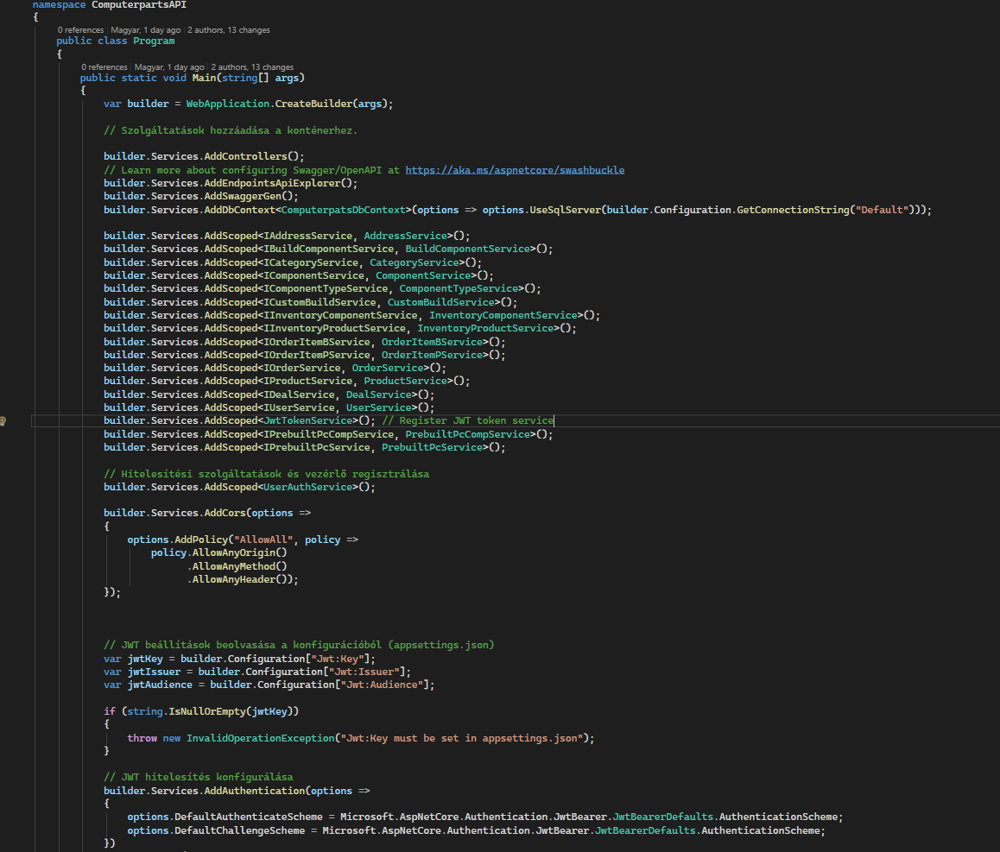 namespace ComputerpartsAPI
{
0 references | Magyar, 1 day ago | 2 authors, 13 changes
public class Program
{
0 references | Magyar, 1 day ago | 2 authors, 13 changes
public static void Main(string[] args)
{
var builder = WebApplication.CreateBuilder(args);
// Szolgáltatások hozzáadása a konténerhez.
builder.Services.AddControllers();
// Learn more about configuring Swagger/OpenAPI at https://aka.ms/aspnetcore/swashbuckle
builder.Services.AddEndpointsApiExplorer();
builder.Services.AddSwaggerGen();
builder.Services.AddDbContext<ComputerpatsDbContext>(options => options.UseSqlServer(builder.Configuration.GetConnectionString("Default")));
builder.Services.AddScoped<IAddressService, AddressService>();
builder.Services.AddScoped<IBuildComponentService, BuildComponentService>();
builder.Services.AddScoped<ICategoryService, CategoryService>();
builder.Services.AddScoped<IComponentService, ComponentService>();
builder.Services.AddScoped<IComponentTypeService, ComponentTypeService>();
builder.Services.AddScoped<ICustomBuildService, CustomBuildService>();
builder.Services.AddScoped<IInventoryComponentService, InventoryComponentService>();
builder.Services.AddScoped<IInventoryProductService, InventoryProductService>();
builder.Services.AddScoped<IOrderItemBService, OrderItemBService>();
builder.Services.AddScoped<IOrderItemPService, OrderItemPService>();
builder.Services.AddScoped<IOrderService, OrderService>();
builder.Services.AddScoped<IProductService, ProductService>();
builder.Services.AddScoped<IDealService, DealService>();
builder.Services.AddScoped<IUserService, UserService>();
builder.Services.AddScoped<JwtTokenService>(); // Register JWT token service
builder.Services.AddScoped<IPrebuiltPcCompService, PrebuiltPcCompService>();
builder.Services.AddScoped<IPrebuiltPcService, PrebuiltPcService>();
// Hitelesítési szolgáltatások és vezérlő regisztrálása
builder.Services.AddScoped<UserAuthService>();
builder.Services.AddCors(options =>
{
options.AddPolicy("AllowAll", policy =>
policy.AllowAnyOrigin()
.AllowAnyMethod()
.AllowAnyHeader());
});
// JWT beállítások beolvasása a konfigurációból (appsettings.json)
var jwtKey = builder.Configuration["Jwt:Key"];
var jwtIssuer = builder.Configuration["Jwt:Issuer"];
var jwtAudience = builder.Configuration["Jwt:Audience"];
if (string.IsNullOrEmpty(jwtKey))
{
throw new InvalidOperationException("Jwt:Key must be set in appsettings.json");
}
// JWT hitelesítés konfigurálása
builder.Services.AddAuthentication(options =>
{
options.DefaultAuthenticateScheme = Microsoft.AspNetCore.Authentication.JwtBearer.JwtBearerDefaults.AuthenticationScheme;
options.DefaultChallengeScheme = Microsoft.AspNetCore.Authentication.JwtBearer.JwtBearerDefaults.AuthenticationScheme;
})